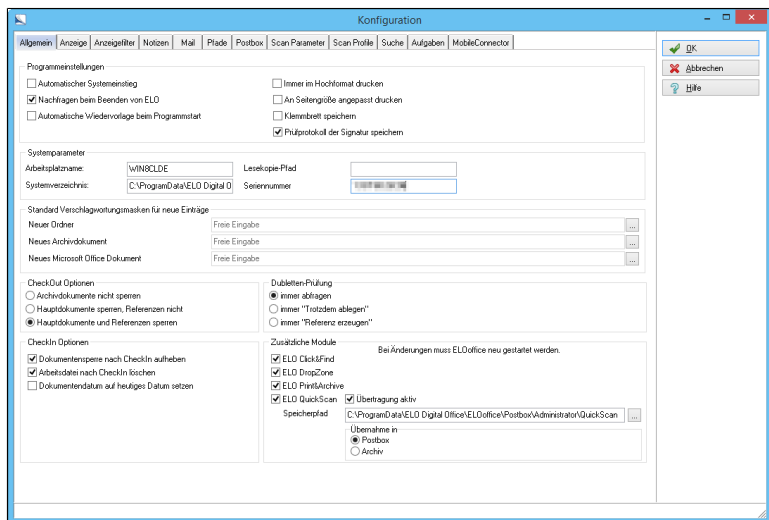 Konfiguration
Allgemein Anzeige Anzeigefilter Notizen Mail Pfade Postbox Scan Parameter Scan Profile Suche Aufgaben MobileConnector
OK
Abbrechen
Hilfe
Programmeinstellungen
Automatischer Systemeinstieg
Immer im Hochformat drucken
Nachfragen beim Beenden von ELO
An Seitengröße angepasst drucken
Automatische Wiedervorlage beim Programmstart
Klemmbrett speichern
Prüfprotokoll der Signatur speichern
Systemparameter
Arbeitsplatzname: WIN8CLDE Lesekopie-Pfad
Systemverzeichnis: C:\ProgramData\ELO Digital O Seriennummer
Standard Verschlagwortungsmasken für neue Einträge
Neuer Ordner Freie Eingabe ...
Neues Archivdokument Freie Eingabe ...
Neues Microsoft Office Dokument Freie Eingabe ...
CheckOut Optionen
Archivdokumente nicht sperren
Hauptdokumente sperren, Referenzen nicht
Hauptdokumente und Referenzen sperren
Dubletten-Prüfung
immer abfragen
immer "Trotzdem ablegen"
immer "Referenz erzeugen"
CheckIn Optionen
Dokumentensperre nach CheckIn aufheben
Arbeitsdatei nach CheckIn löschen
Dokumentendatum auf heutiges Datum setzen
Zusätzliche Module
Bei Änderungen muss ELOoffice neu gestartet werden.
ELO Click&Find
ELO DropZone
ELO Print&Archive
ELO QuickScan Übertragung aktiv
Speicherpfad C:\ProgramData\ELO Digital Office\ELOoffice\Postbox\Administrator\QuickScan ...
Übernahme in
Postbox
Archiv